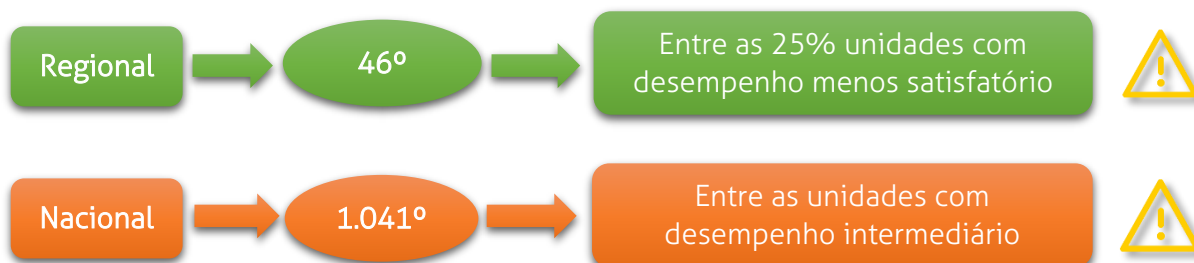 Regional
46º
Entre as 25% unidades com
desempenho menos satisfatório
Nacional
1.041º
Entre as unidades com
desempenho intermediário